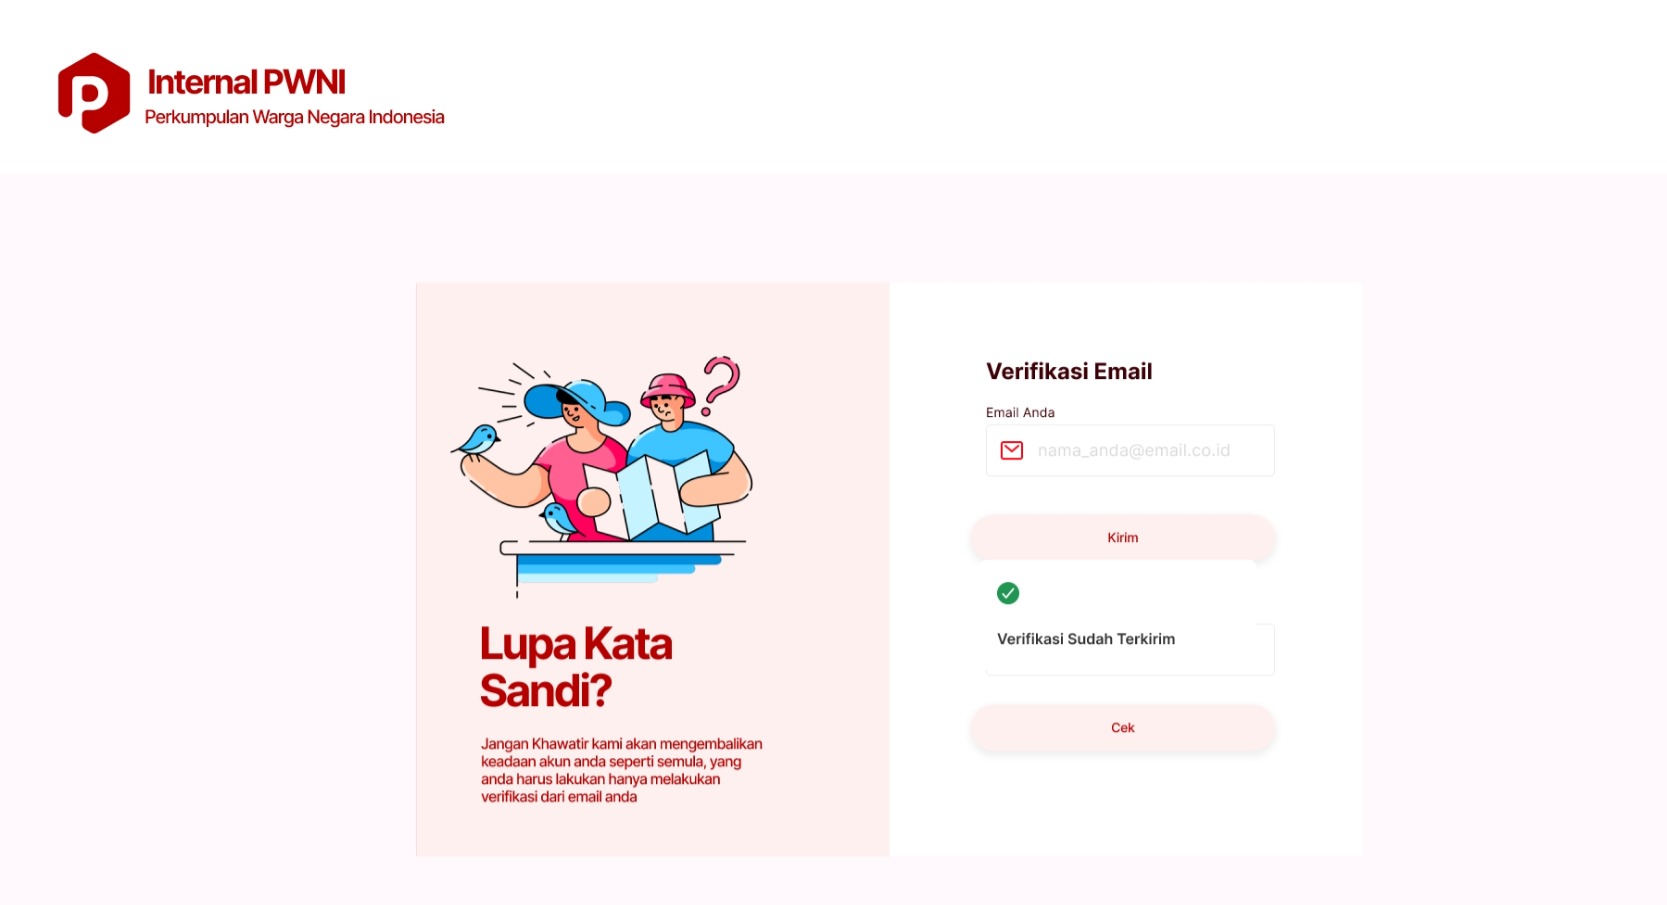 Internal PWNI
Perkumpulan Warga Negara Indonesia
Lupa Kata
Sandi?
Jangan Khawatir kami akan mengembalikan
keadaan akun anda seperti semula, yang
anda harus lakukan hanya melakukan
verifikasi dari email anda
Verifikasi Email
Email Anda
nama_anda@email.co.id
Kirim
Verifikasi Sudah Terkirim
Cek